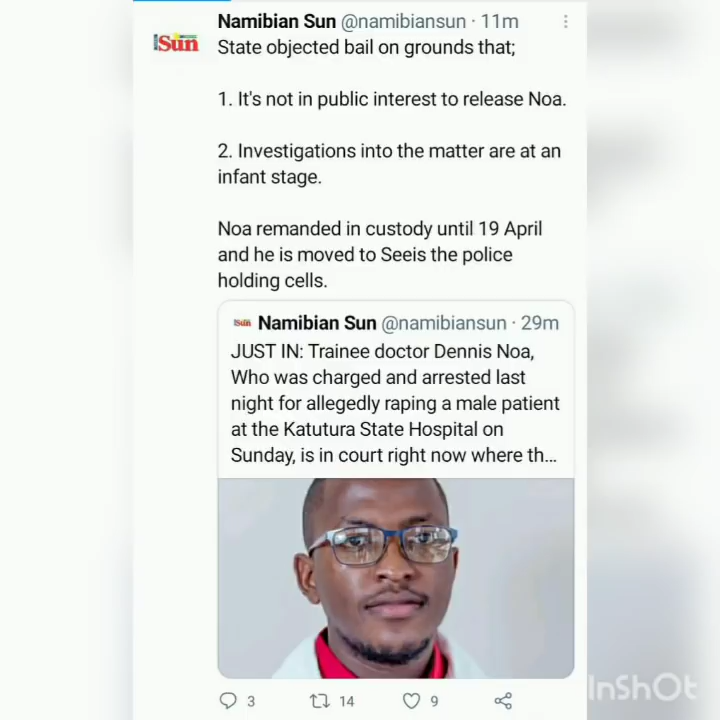 Namibian Sun @namibiansun · 11m
Sun
State objected bail on grounds that;
1. It's not in public interest to release Noa.
2. Investigations into the matter are at an
infant stage.
Noa remanded in custody until 19 April
and he is moved to Seeis the police
holding cells.
Sun Namibian Sun @namibiansun · 29m
JUST IN: Trainee doctor Dennis Noa,
Who was charged and arrested last
night for allegedly raping a male patient
at the Katutura State Hospital on
Sunday, is in court right now where th...
3 14 9
InShOt